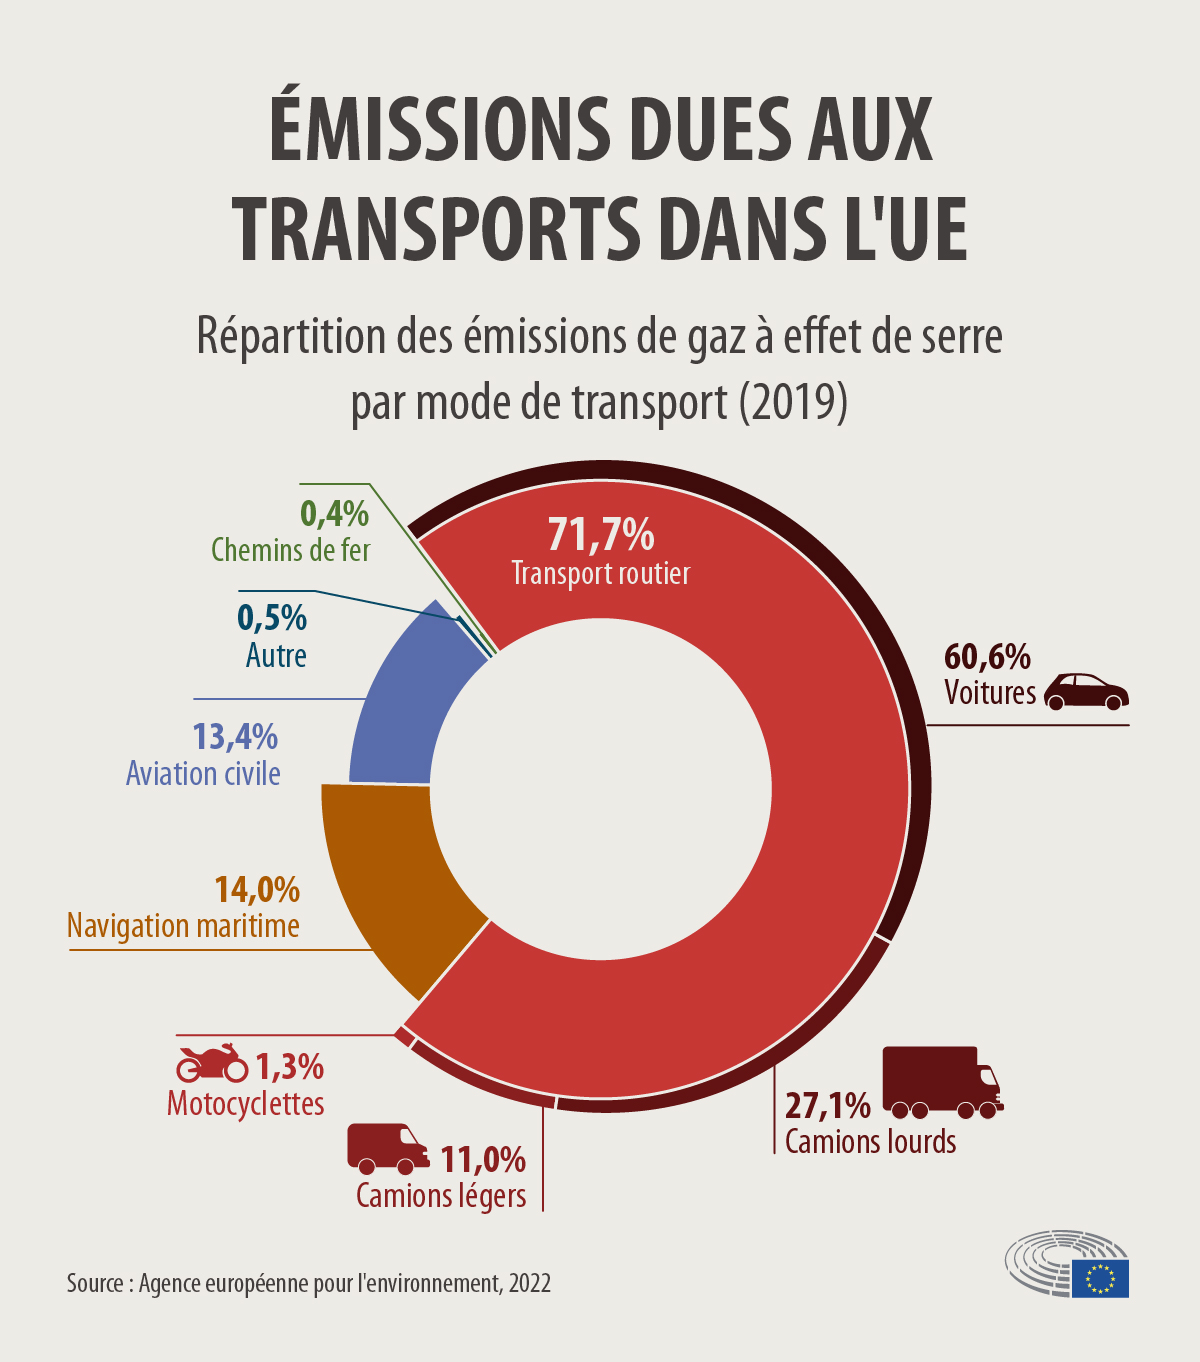 ÉMISSIONS DUES AUX
TRANSPORTS DANS L'UE
Répartition des émissions de gaz à effet de serre
par mode de transport (2019)
0,4%
Chemins de fer
71,7%
Transport routier
0,5%
Autre
60,6%
Voitures
13,4%
Aviation civile
14,0%
Navigation maritime
1,3%
Motocyclettes
27,1%
Camions lourds
11,0%
Camions légers
Source : Agence européenne pour l'environnement, 2022